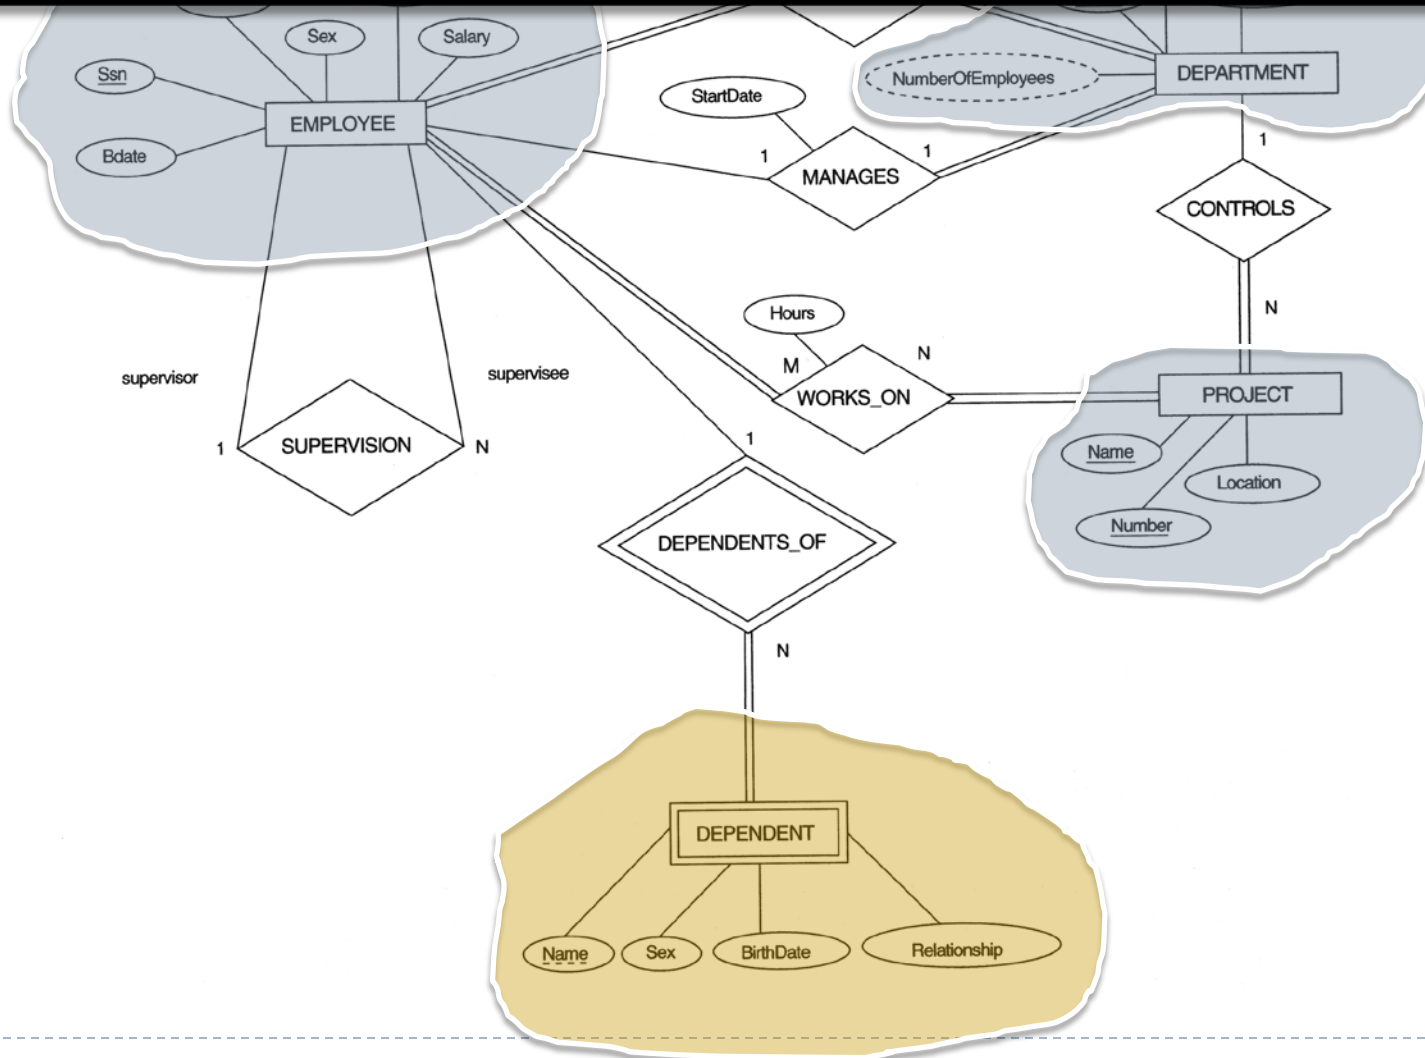 Sex
Salary
Ssn
NumberOfEmployees
DEPARTMENT
StartDate
EMPLOYEE
1
1
1
Bdate
MANAGES
CONTROLS
Hours
N
M
N
supervisor
supervisee
WORKS_ON
PROJECT
1
SUPERVISION
N
1
Name
Location
Number
DEPENDENTS_OF
N
DEPENDENT
Name
Sex
BirthDate
Relationship